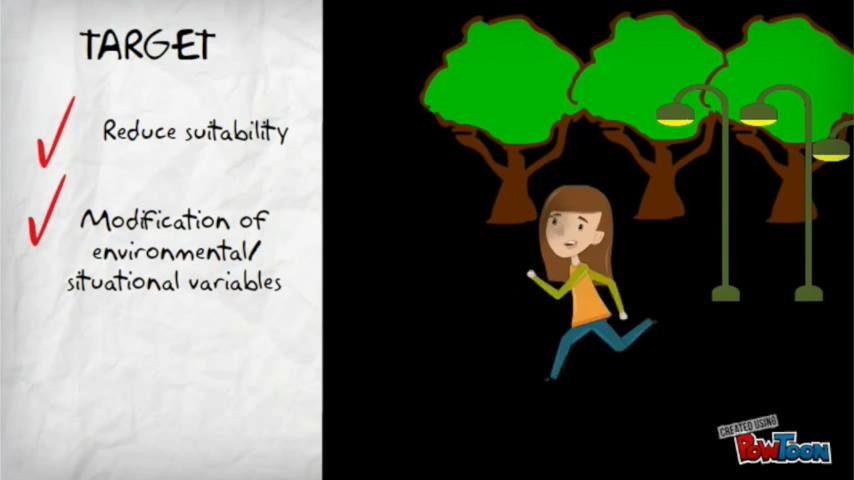 TARGET
Reduce suitability
Modification of
environmental/
situational variables
CREATED USING
POWTOON